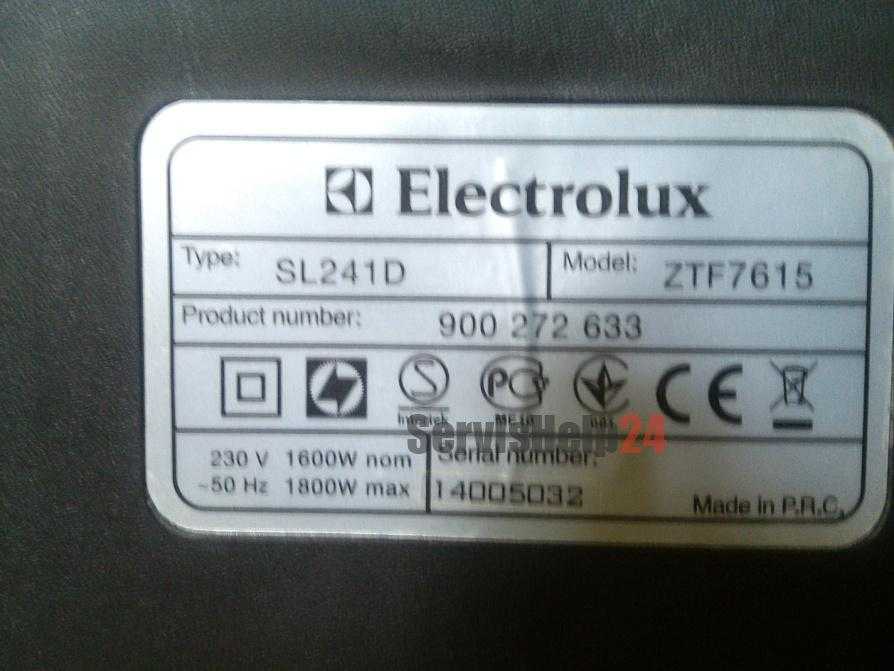 Electrolux
Type: SL241D Model: ZTF7615
Product number: 900 272 633
CE
ServisHelp24
230 V 1600W nom Serial number:
~50 Hz 1800W max 14005032
Made in P.R.C.